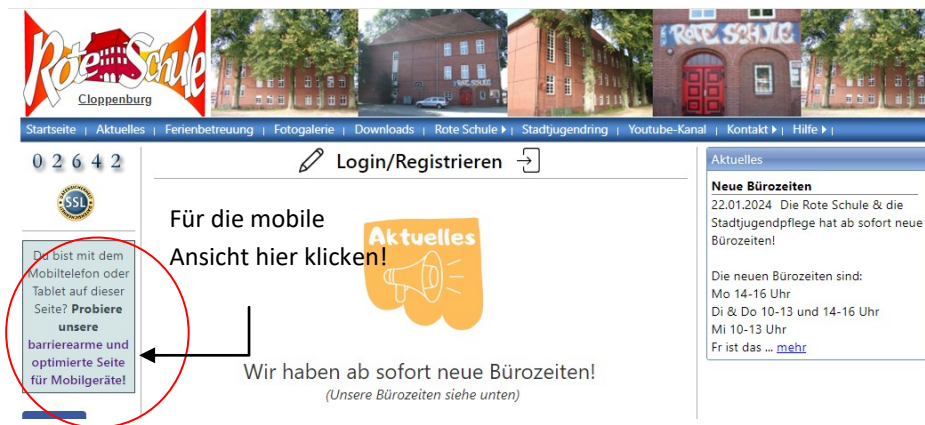 Rote Schule
Cloppenburg
ROTE SCHULE
Startseite | Aktuelles | Ferienbetreuung | Fotogalerie | Downloads | Rote Schule | Stadtjugendring | Youtube-Kanal | Kontakt | Hilfe |
02642
SSL
Du bist mit dem
Mobiltelefon oder
Tablet auf dieser
Seite? Probiere
unsere
barrierearme und
optimierte Seite
für Mobilgeräte!
Login/Registrieren
Für die mobile
Ansicht hier klicken!
Aktuelles
Wir haben ab sofort neue Bürozeiten!
(Unsere Bürozeiten siehe unten)
Aktuelles
Neue Bürozeiten
22.01.2024 Die Rote Schule & die
Stadtjugendpflege hat ab sofort neue
Bürozeiten!
Die neuen Bürozeiten sind:
Mo 14-16 Uhr
Di & Do 10-13 und 14-16 Uhr
Mi 10-13 Uhr
Fr ist das ... mehr